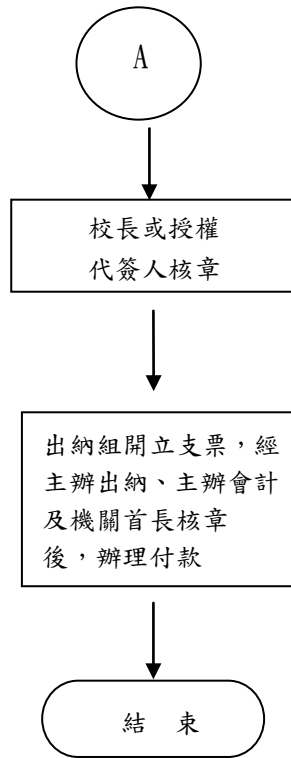 A
校長或授權
代簽人核章
出納組開立支票，經
主辦出納、主辦會計
及機關首長核章
後，辦理付款
結 束